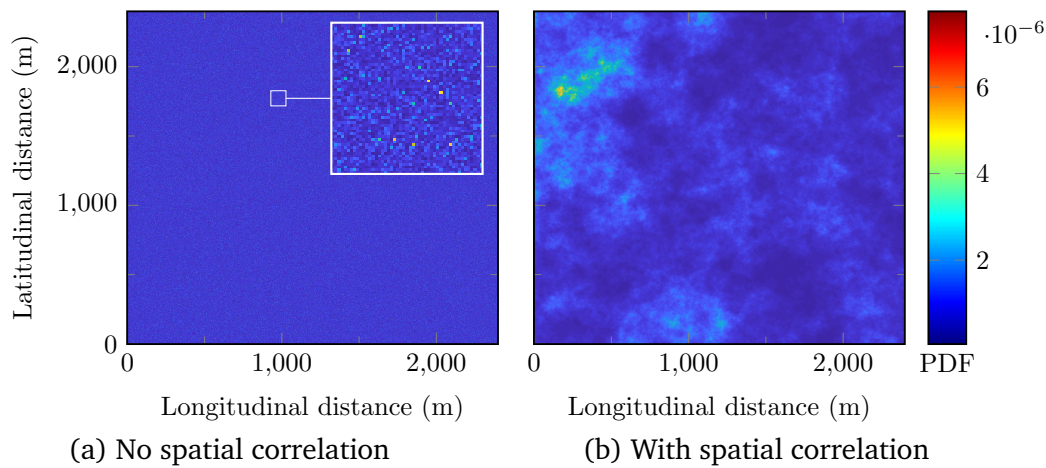 Latitudinal distance (m)
2,000
1,000
0
0 1,000 2,000
Longitudinal distance (m)
(a) No spatial correlation
0 1,000 2,000
Longitudinal distance (m)
(b) With spatial correlation
·10⁻⁶
6
4
2
PDF